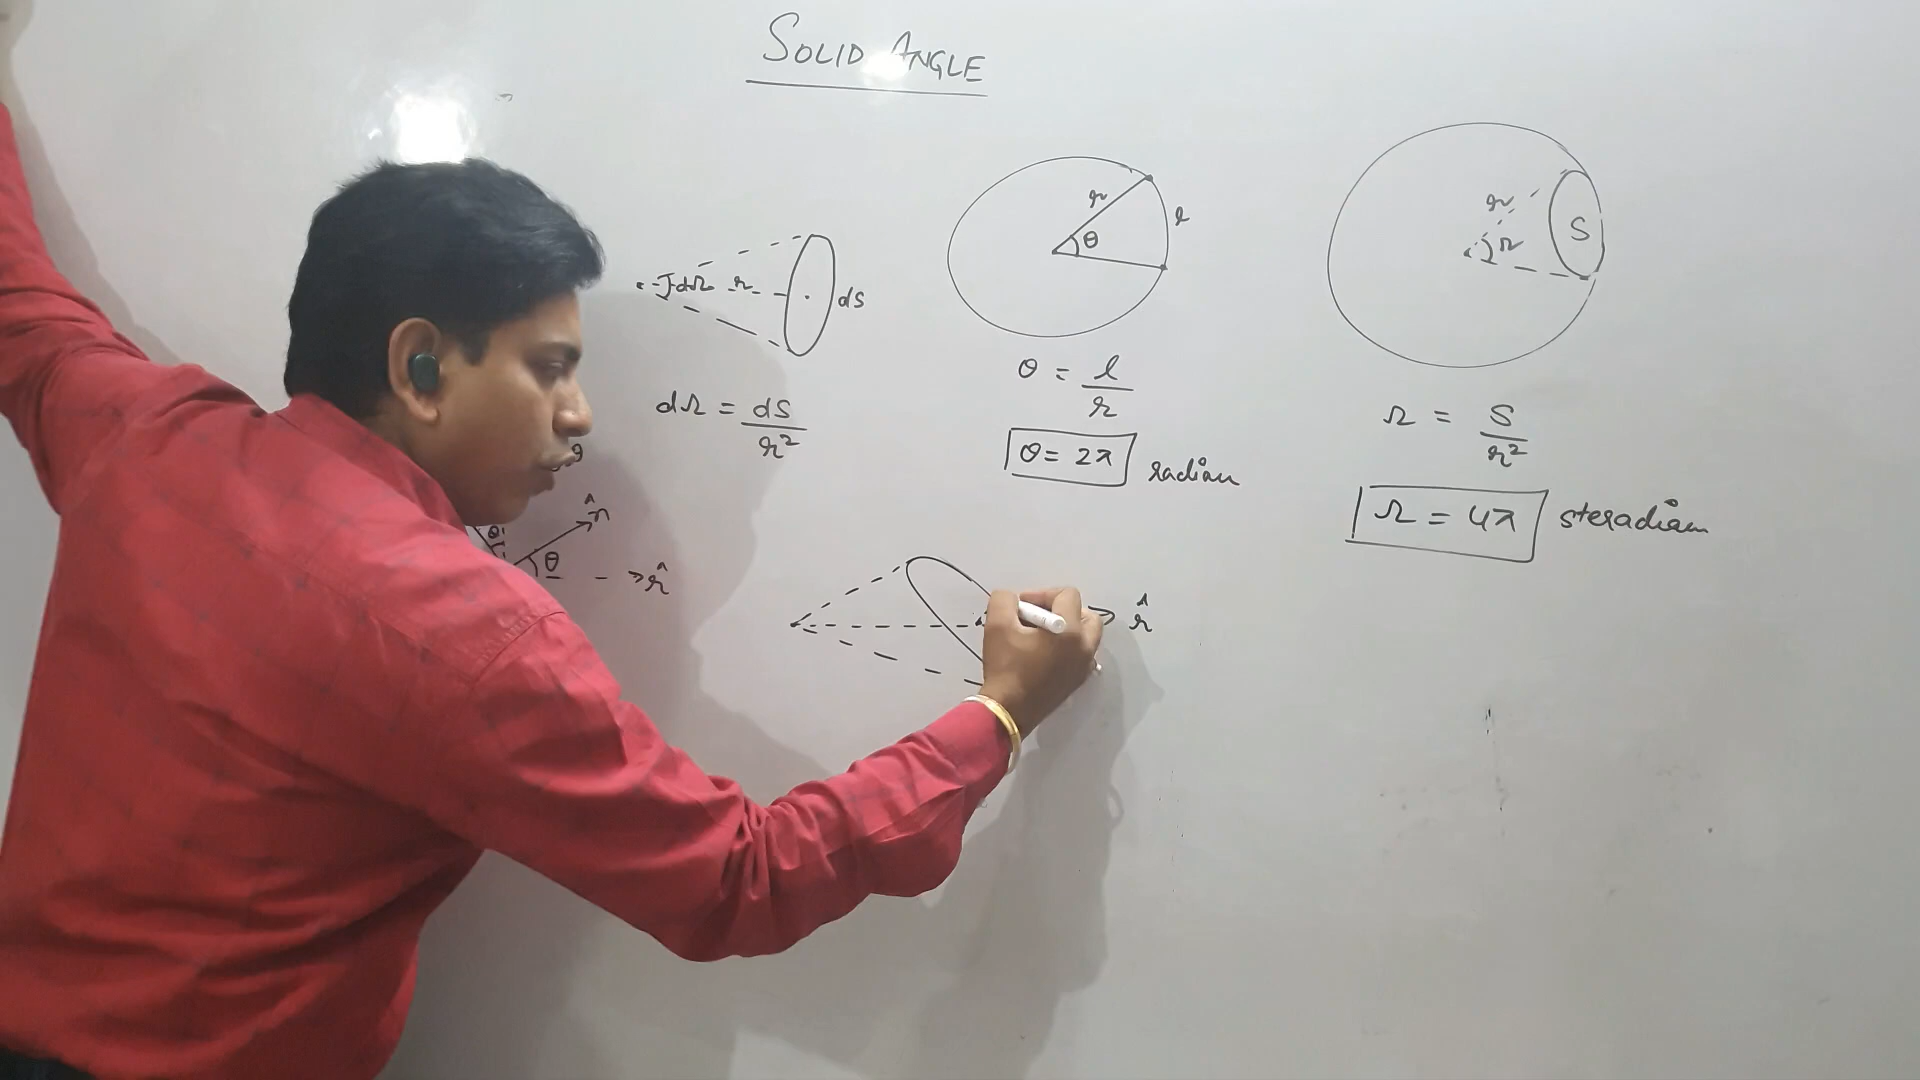 SOLID ANGLE
dΩ r dS
dΩ = dS/r²
r θ l
θ = l/r
θ = 2π radian
r Ω S
Ω = S/r²
Ω = 4π steradian
θ n̂
θ r̂
r̂